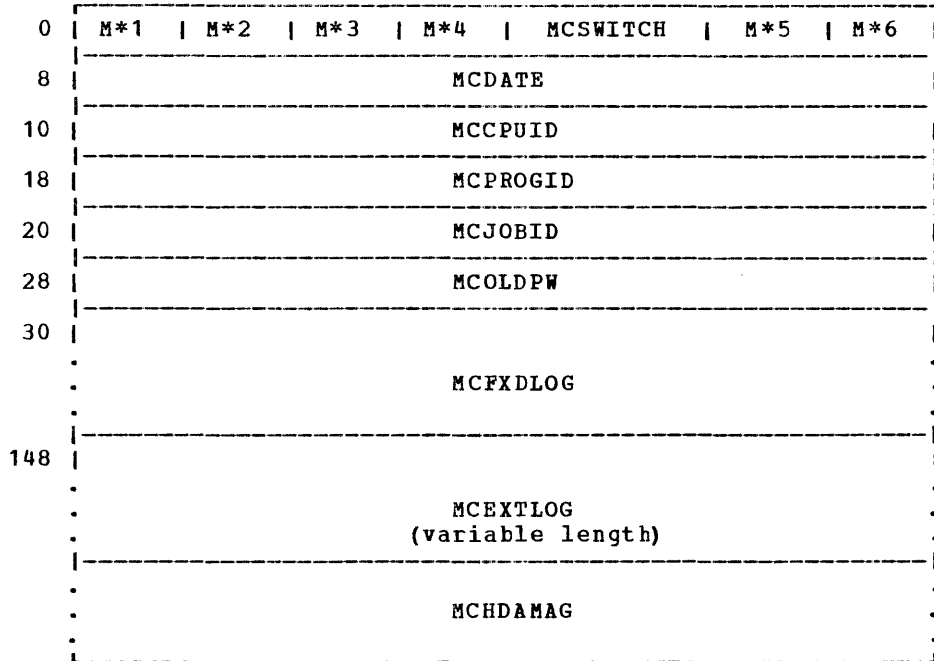 0 | M*1 | M*2 | M*3 | M*4 | MCSWITCH | M*5 | M*6
8 MCDATE
10 MCCPUID
18 MCPROGID
20 MCJOBID
28 MCOLDPW
30
MCFXDLOG
148
MCEXTLOG
(variable length)
MCHDAMAG